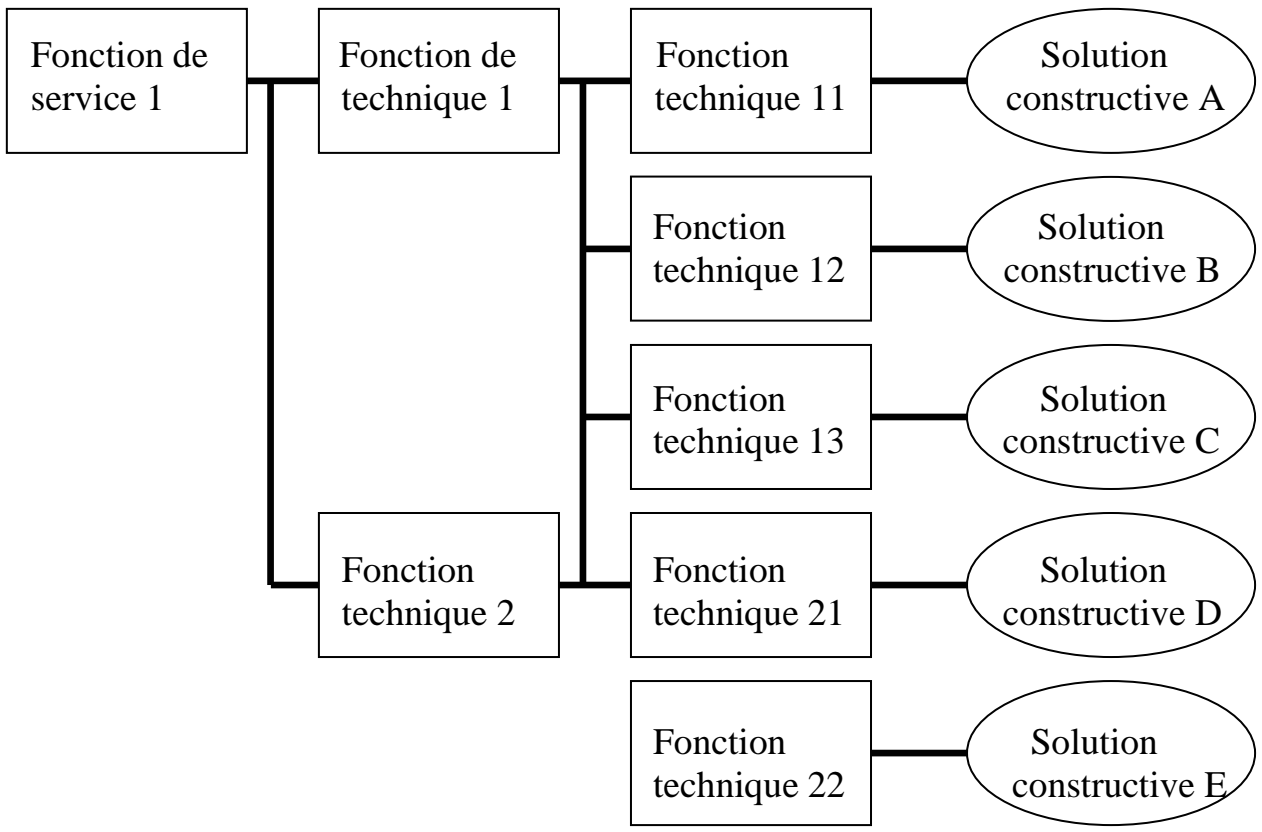 Fonction de
service 1
Fonction de
technique 1
Fonction
technique 11
Solution
constructive A
Fonction
technique 12
Solution
constructive B
Fonction
technique 13
Solution
constructive C
Fonction
technique 2
Fonction
technique 21
Solution
constructive D
Fonction
technique 22
Solution
constructive E